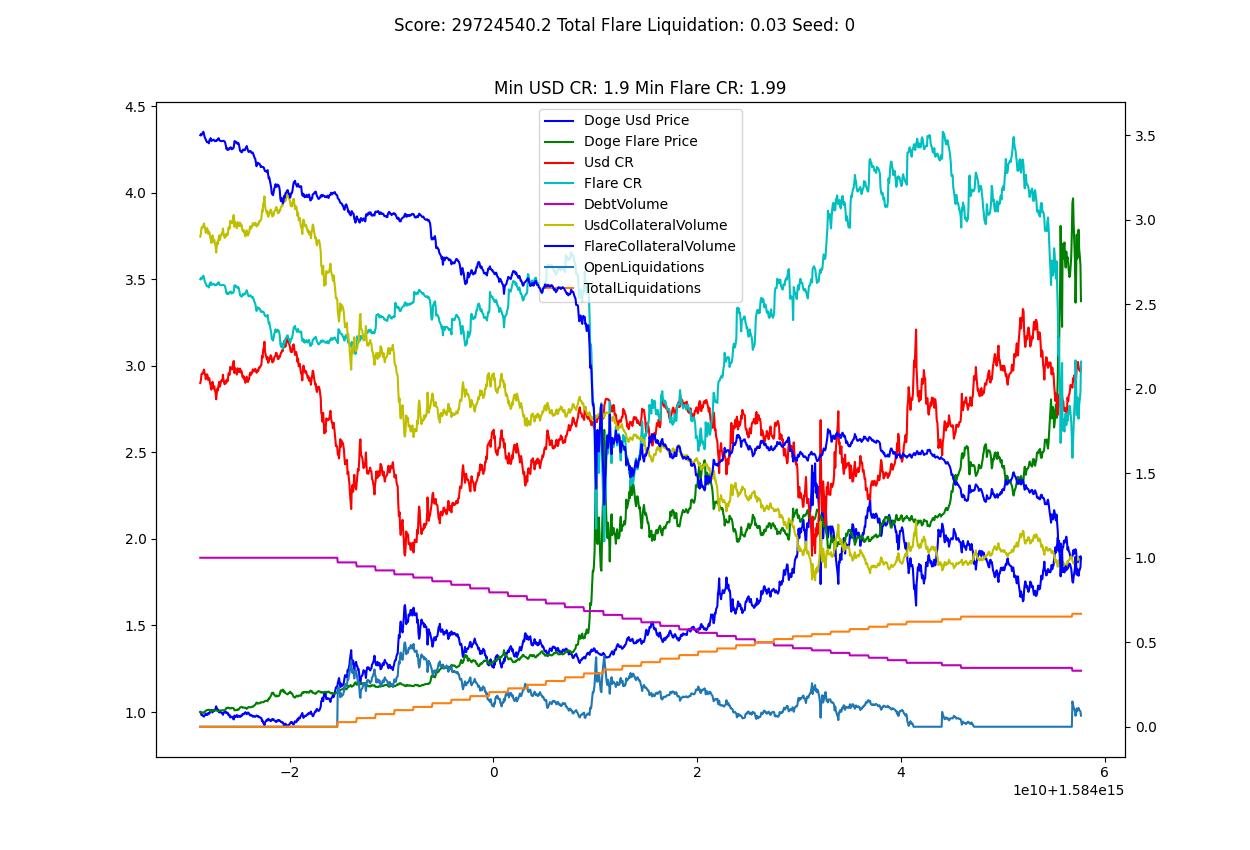 Score: 29724540.2 Total Flare Liquidation: 0.03 Seed: 0
Min USD CR: 1.9 Min Flare CR: 1.99
4.5
4.0
3.5
3.0
2.5
2.0
1.5
1.0
Doge Usd Price
Doge Flare Price
Usd CR
Flare CR
DebtVolume
UsdCollateralVolume
FlareCollateralVolume
OpenLiquidations
TotalLiquidations
3.5
3.0
2.5
2.0
1.5
1.0
0.5
0.0
−2 0 2 4 6
1e10+1.584e15